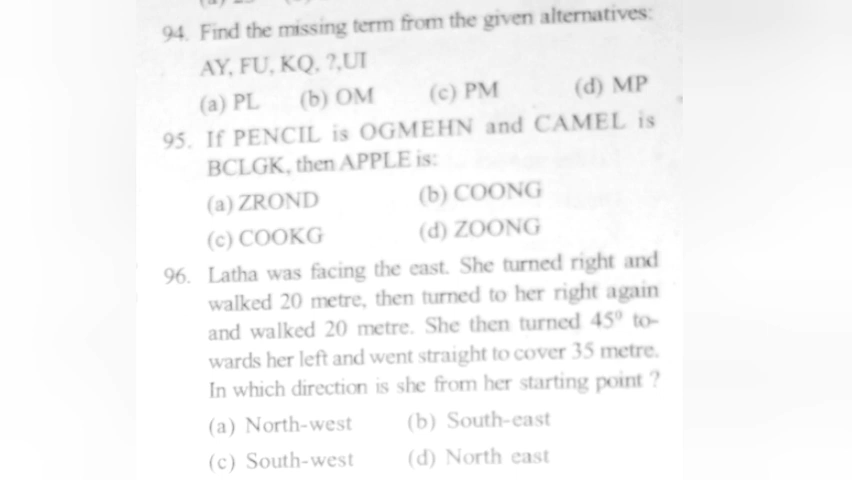 94. Find the missing term from the given alternatives:
AY, FU, KQ, ?,UI
(a) PL (b) OM (c) PM (d) MP
95. If PENCIL is OGMEHN and CAMEL is
BCLGK, then APPLE is:
(a) ZROND (b) COONG
(c) COOKG (d) ZOONG
96. Latha was facing the east. She turned right and
walked 20 metre, then turned to her right again
and walked 20 metre. She then turned 45° to-
wards her left and went straight to cover 35 metre.
In which direction is she from her starting point ?
(a) North-west (b) South-east
(c) South-west (d) North east